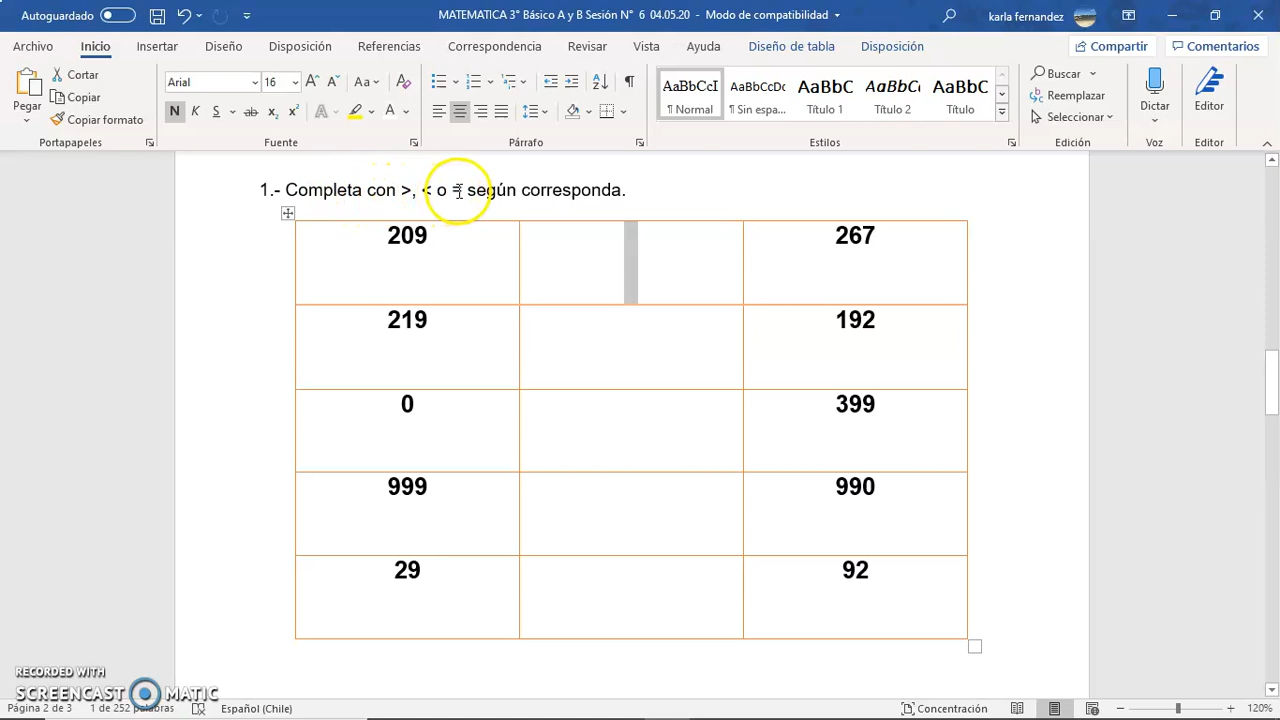 Autoguardado
MATEMATICA 3° Básico A y B Sesión N° 6 04.05.20 - Modo de compatibilidad
karla fernandez
Archivo Inicio Insertar Diseño Disposición Referencias Correspondencia Revisar Vista Ayuda Diseño de tabla Disposición
Compartir Comentarios
Pegar
Cortar
Copiar
Copiar formato
Portapapeles
Arial 16
N K S ab x₂ x²
Fuente
Párrafo
AaBbCcI AaBbCcDc AaBbC AaBbCc AaBbC
¶ Normal ¶ Sin espa... Título 1 Título 2 Título
Estilos
Buscar
Reemplazar
Seleccionar
Edición
Dictar
Voz
Editor
Editor
1.- Completa con >, < o = según corresponda.
209 267
219 192
0 399
999 990
29 92
RECORDED WITH
SCREENCAST MATIC
Página 2 de 3 1 de 252 palabras Español (Chile) Concentración 120%